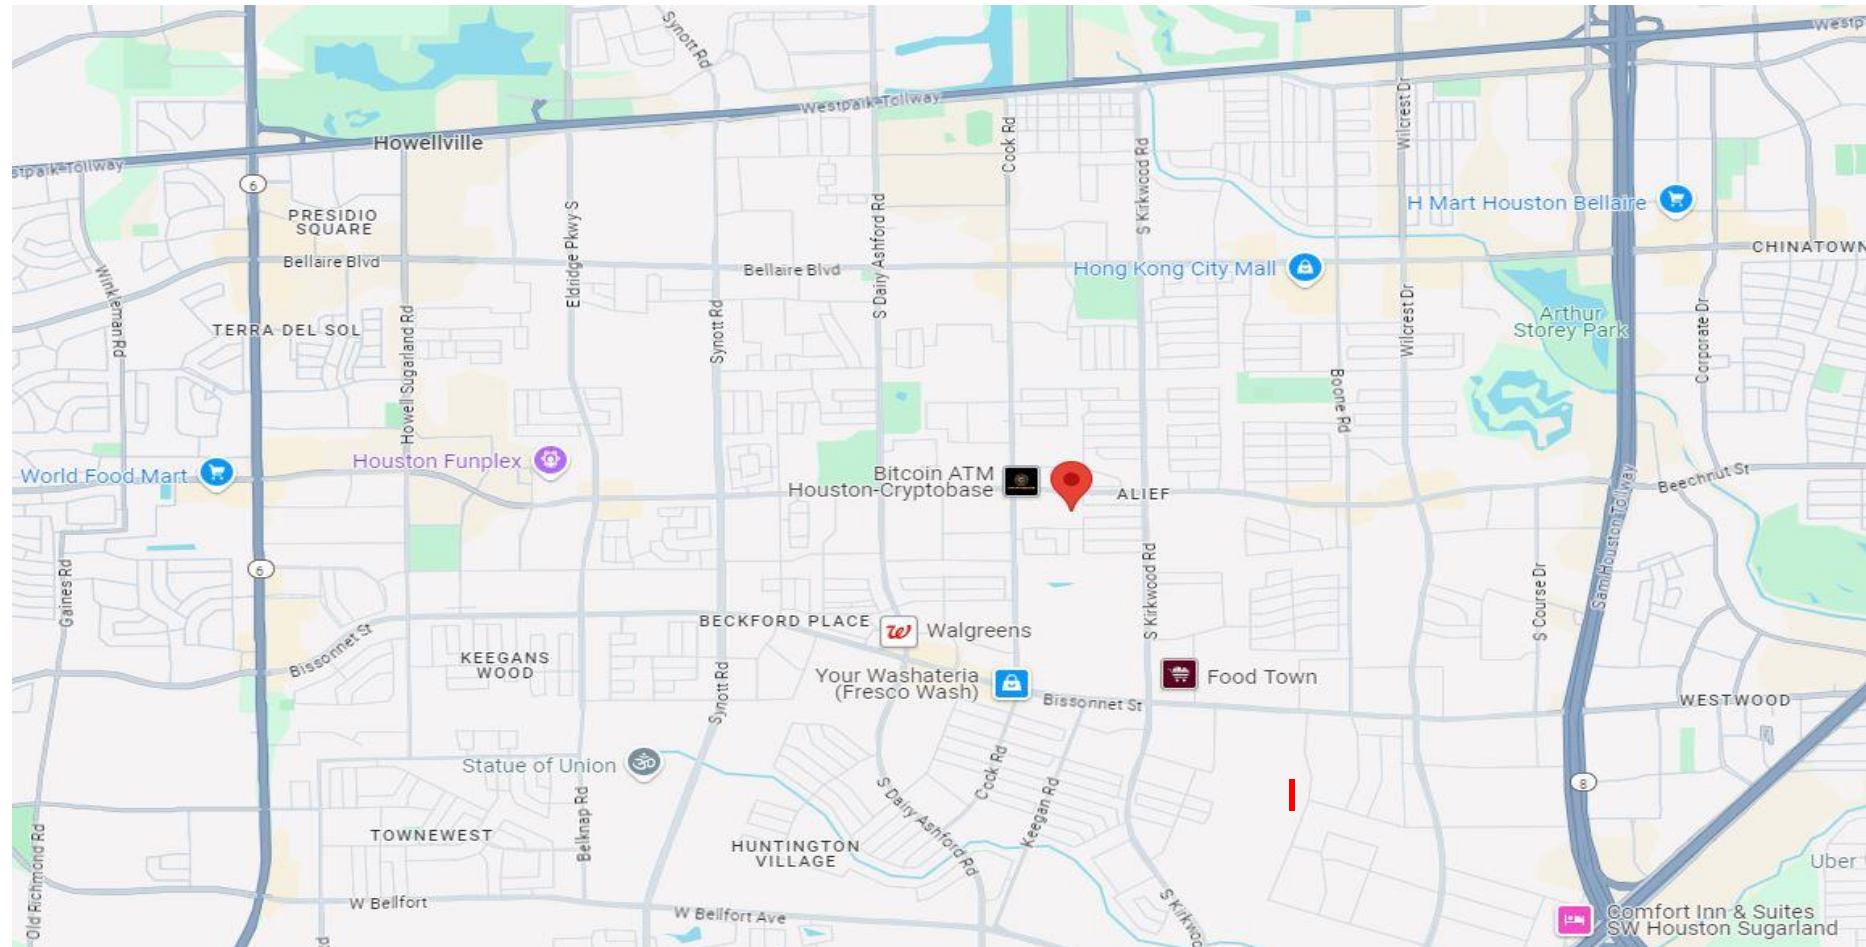 Synott Rd
Westp
Westpark Tollway
Howellville
stpark Tollway
Cook Rd
Wilcrest Dr
S Kirkwood Rd
6
H Mart Houston Bellaire
PRESIDIO
SQUARE
Eldridge Pkwy S
S Dairy Ashford Rd
CHINATOWN
Bellaire Blvd
Bellaire Blvd
Hong Kong City Mall
Winkleman Rd
TERRA DEL SOL
Howell Sugarland Rd
Synott Rd
Wilcrest Dr
Arthur
Storey Park
Corporate Dr
Boone Rd
World Food Mart
Houston Funplex
Bitcoin ATM
Houston-Cryptobase
ALIEF
Beechnut St
Sam Houston Tollway
6
Gaines Rd
S Kirkwood Rd
S Course Dr
BECKFORD PLACE
Walgreens
Bissonnet St
KEEGANS
WOOD
Your Washateria
(Fresco Wash)
Food Town
Synott Rd
Bissonnet St
WESTWOOD
Statue of Union
Cook Rd
8
Keegan Rd
S Dairy Ashford Rd
Belknap Rd
TOWNEWEST
HUNTINGTON
VILLAGE
Old Richmond Rd
Uber
W Bellfort
W Bellfort Ave
S Kirkwoo
Comfort Inn & Suites
SW Houston Sugarland
d